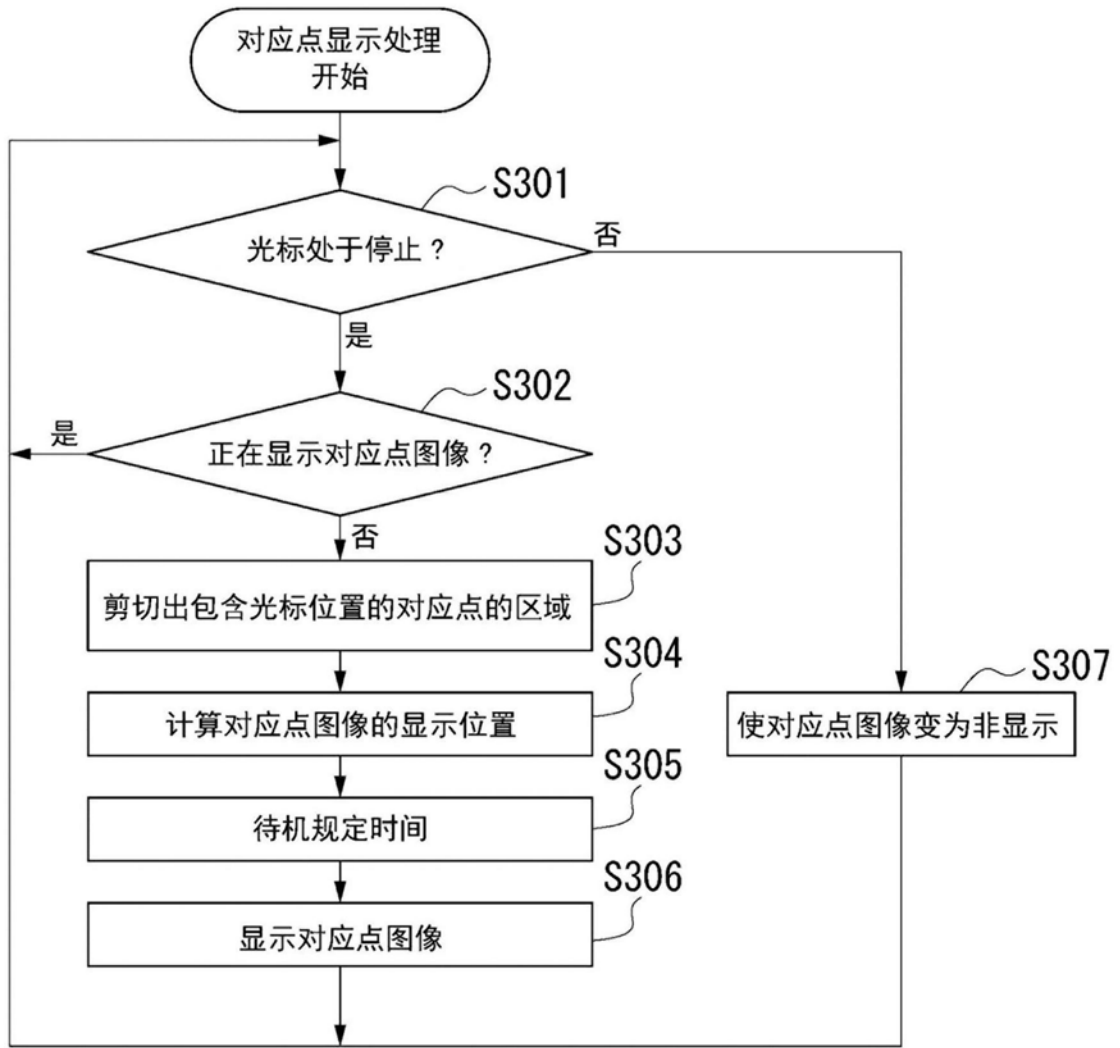 对应点显示处理
开始
S301
光标处于停止？
否
是
S302
是
正在显示对应点图像？
否
S303
剪切出包含光标位置的对应点的区域
S304
计算对应点图像的显示位置
S307
使对应点图像变为非显示
S305
待机规定时间
S306
显示对应点图像